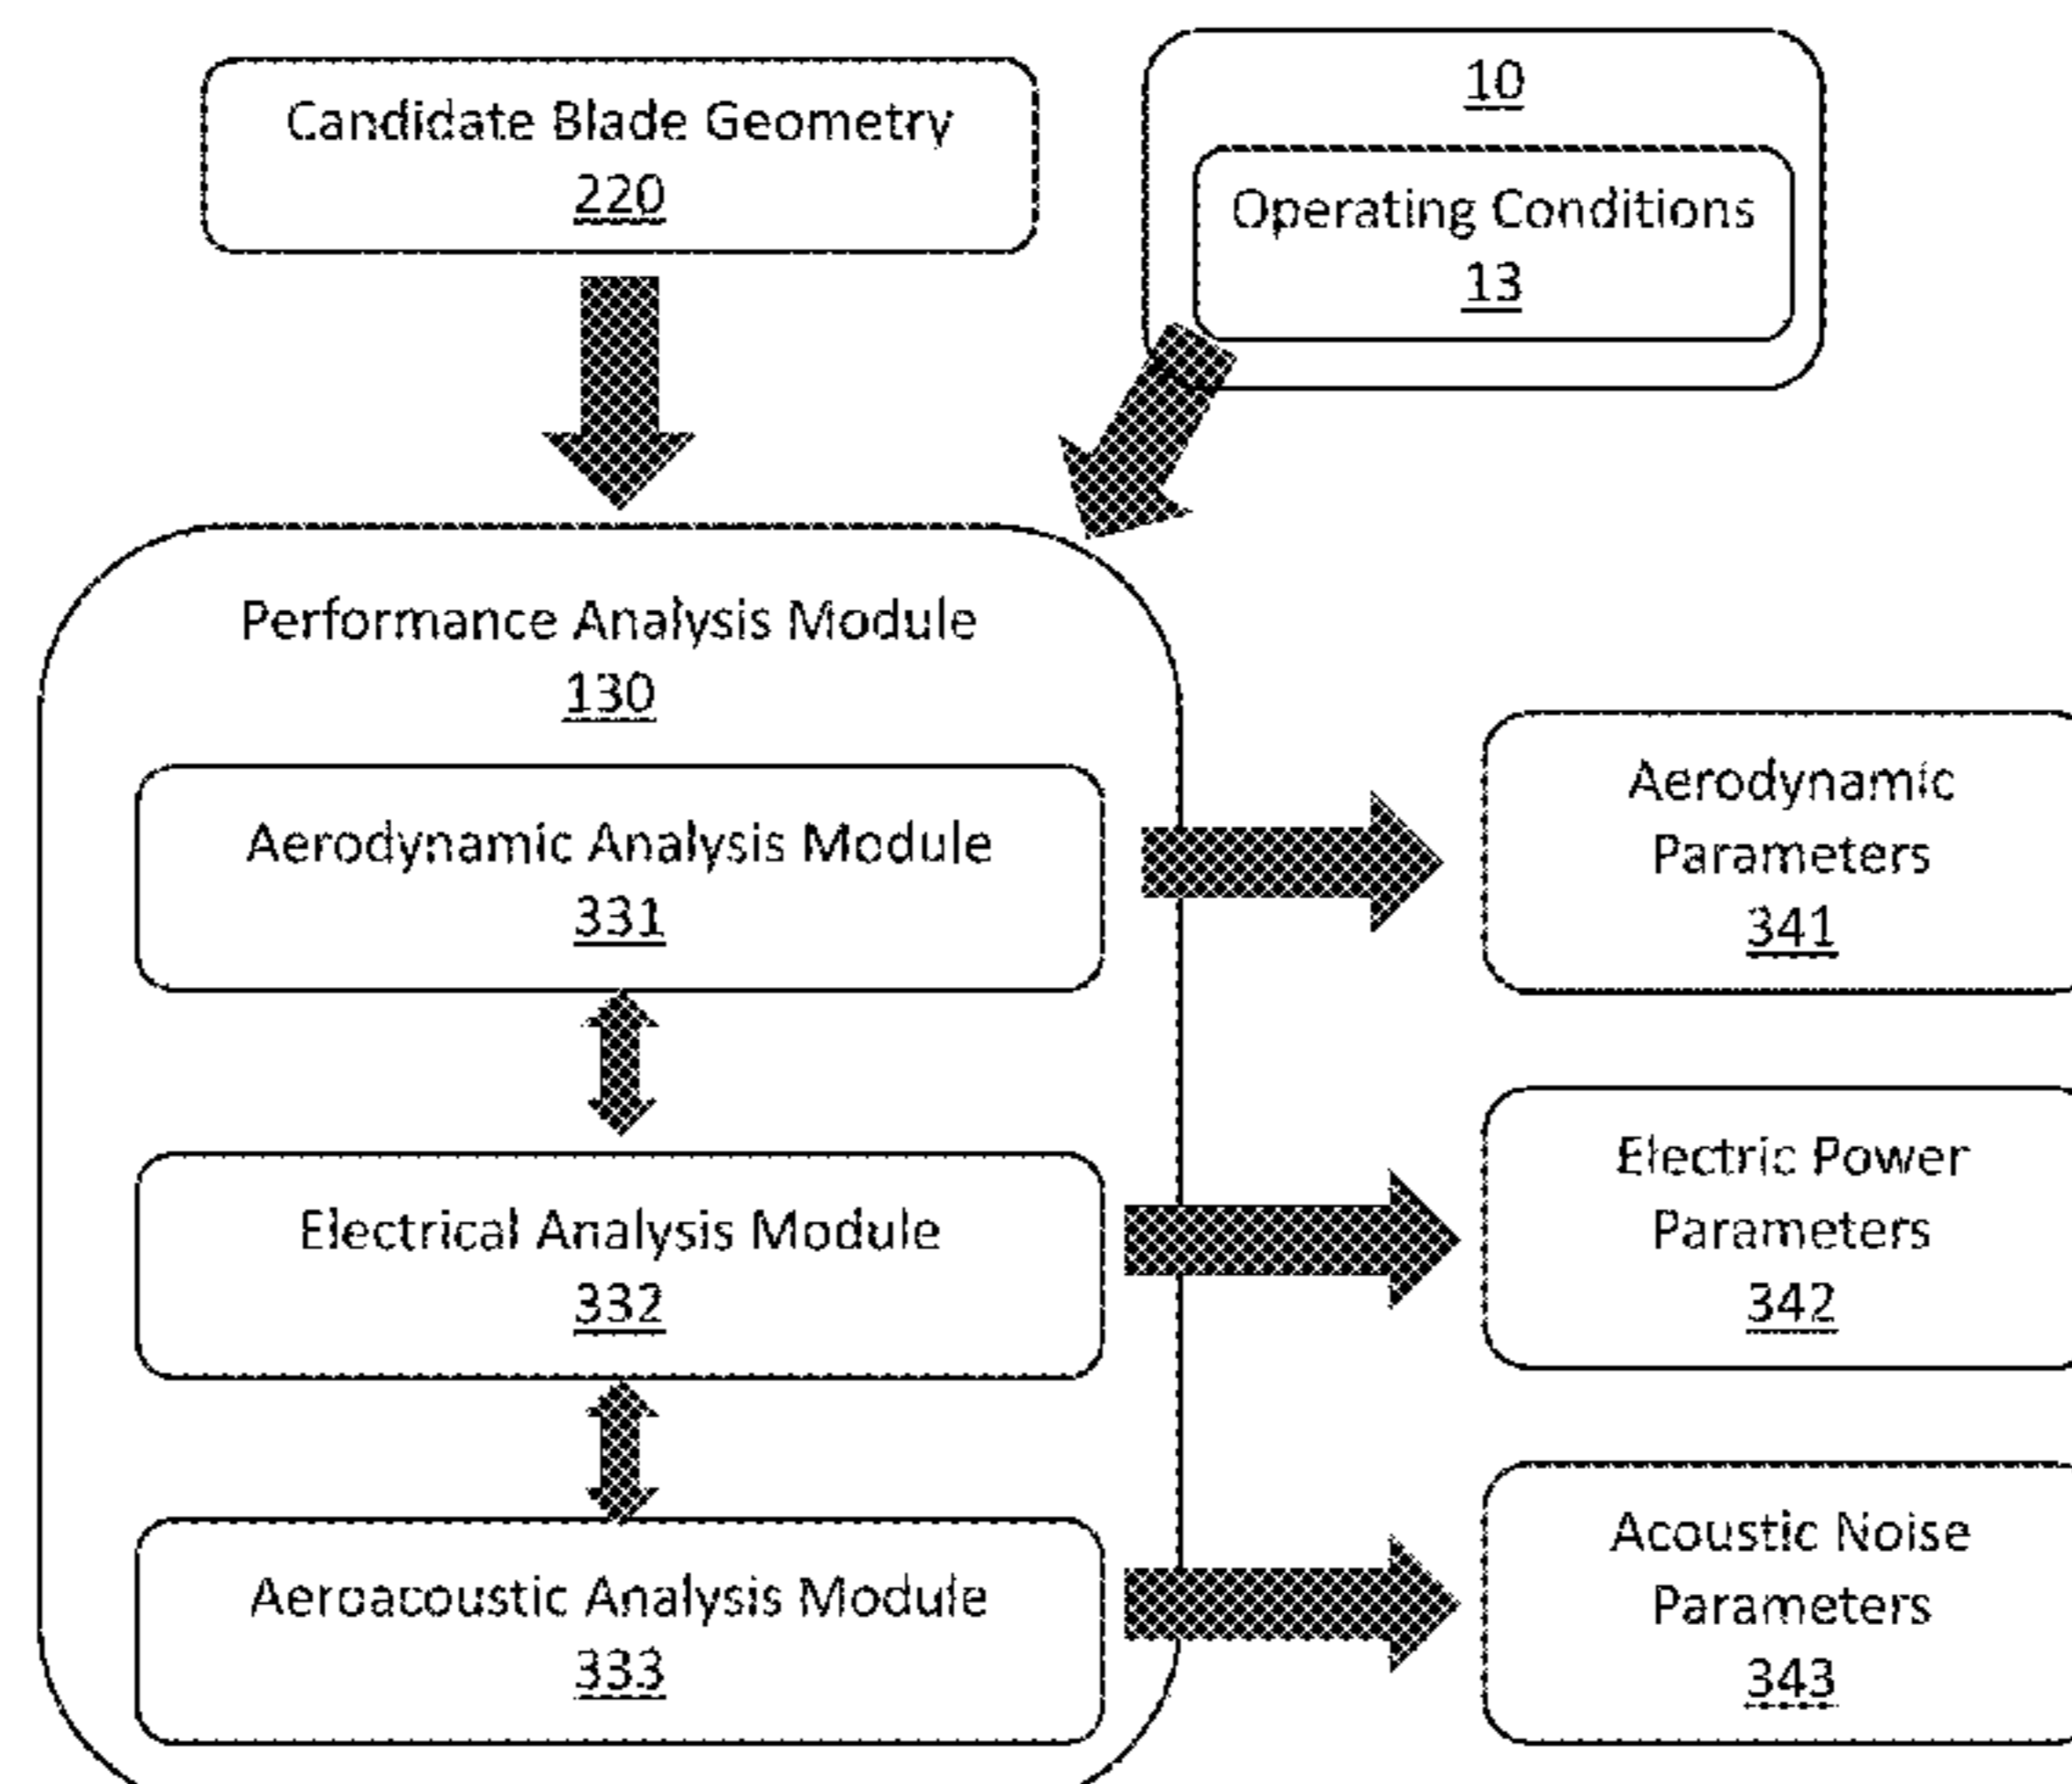 Candidate Blade Geometry
220
10
Operating Conditions
13
Performance Analysis Module
130
Aerodynamic Analysis Module
331
Electrical Analysis Module
332
Aeroacoustic Analysis Module
333
Aerodynamic
Parameters
341
Electric Power
Parameters
342
Acoustic Noise
Parameters
343